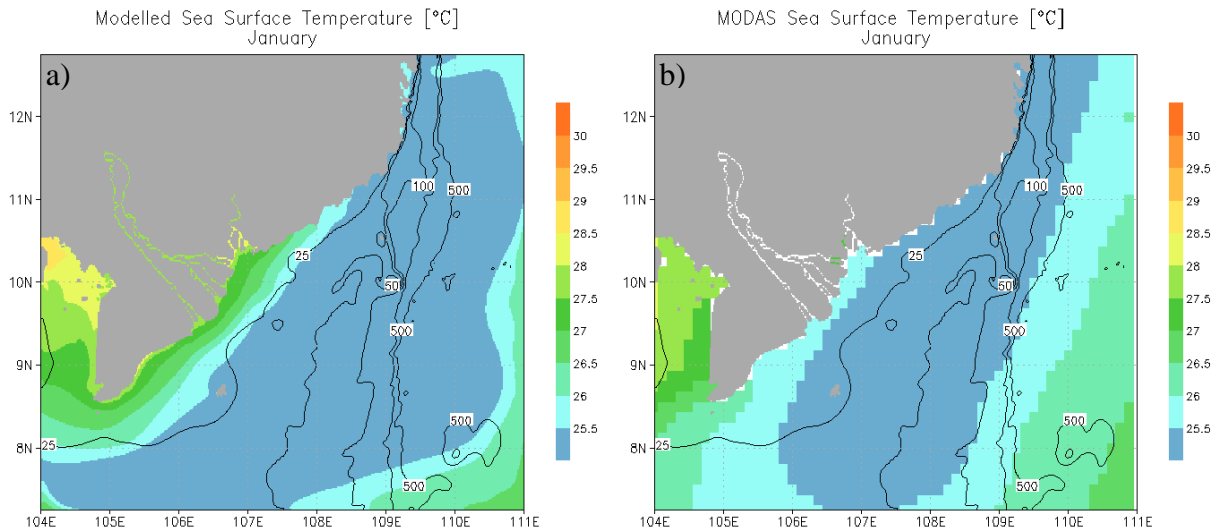 Modelled Sea Surface Temperature [°C]
January
a)
12N
11N
10N
9N
8N
104E
105E
106E
107E
108E
109E
110E
111E
100
500
25
50
500
500
25
500
30
29.5
29
28.5
28
27.5
27
26.5
26
25.5
MODAS Sea Surface Temperature [°C]
January
b)
12N
11N
10N
9N
8N
104E
105E
106E
107E
108E
109E
110E
111E
100
500
25
50
500
500
25
500
30
29.5
29
28.5
28
27.5
27
26.5
26
25.5